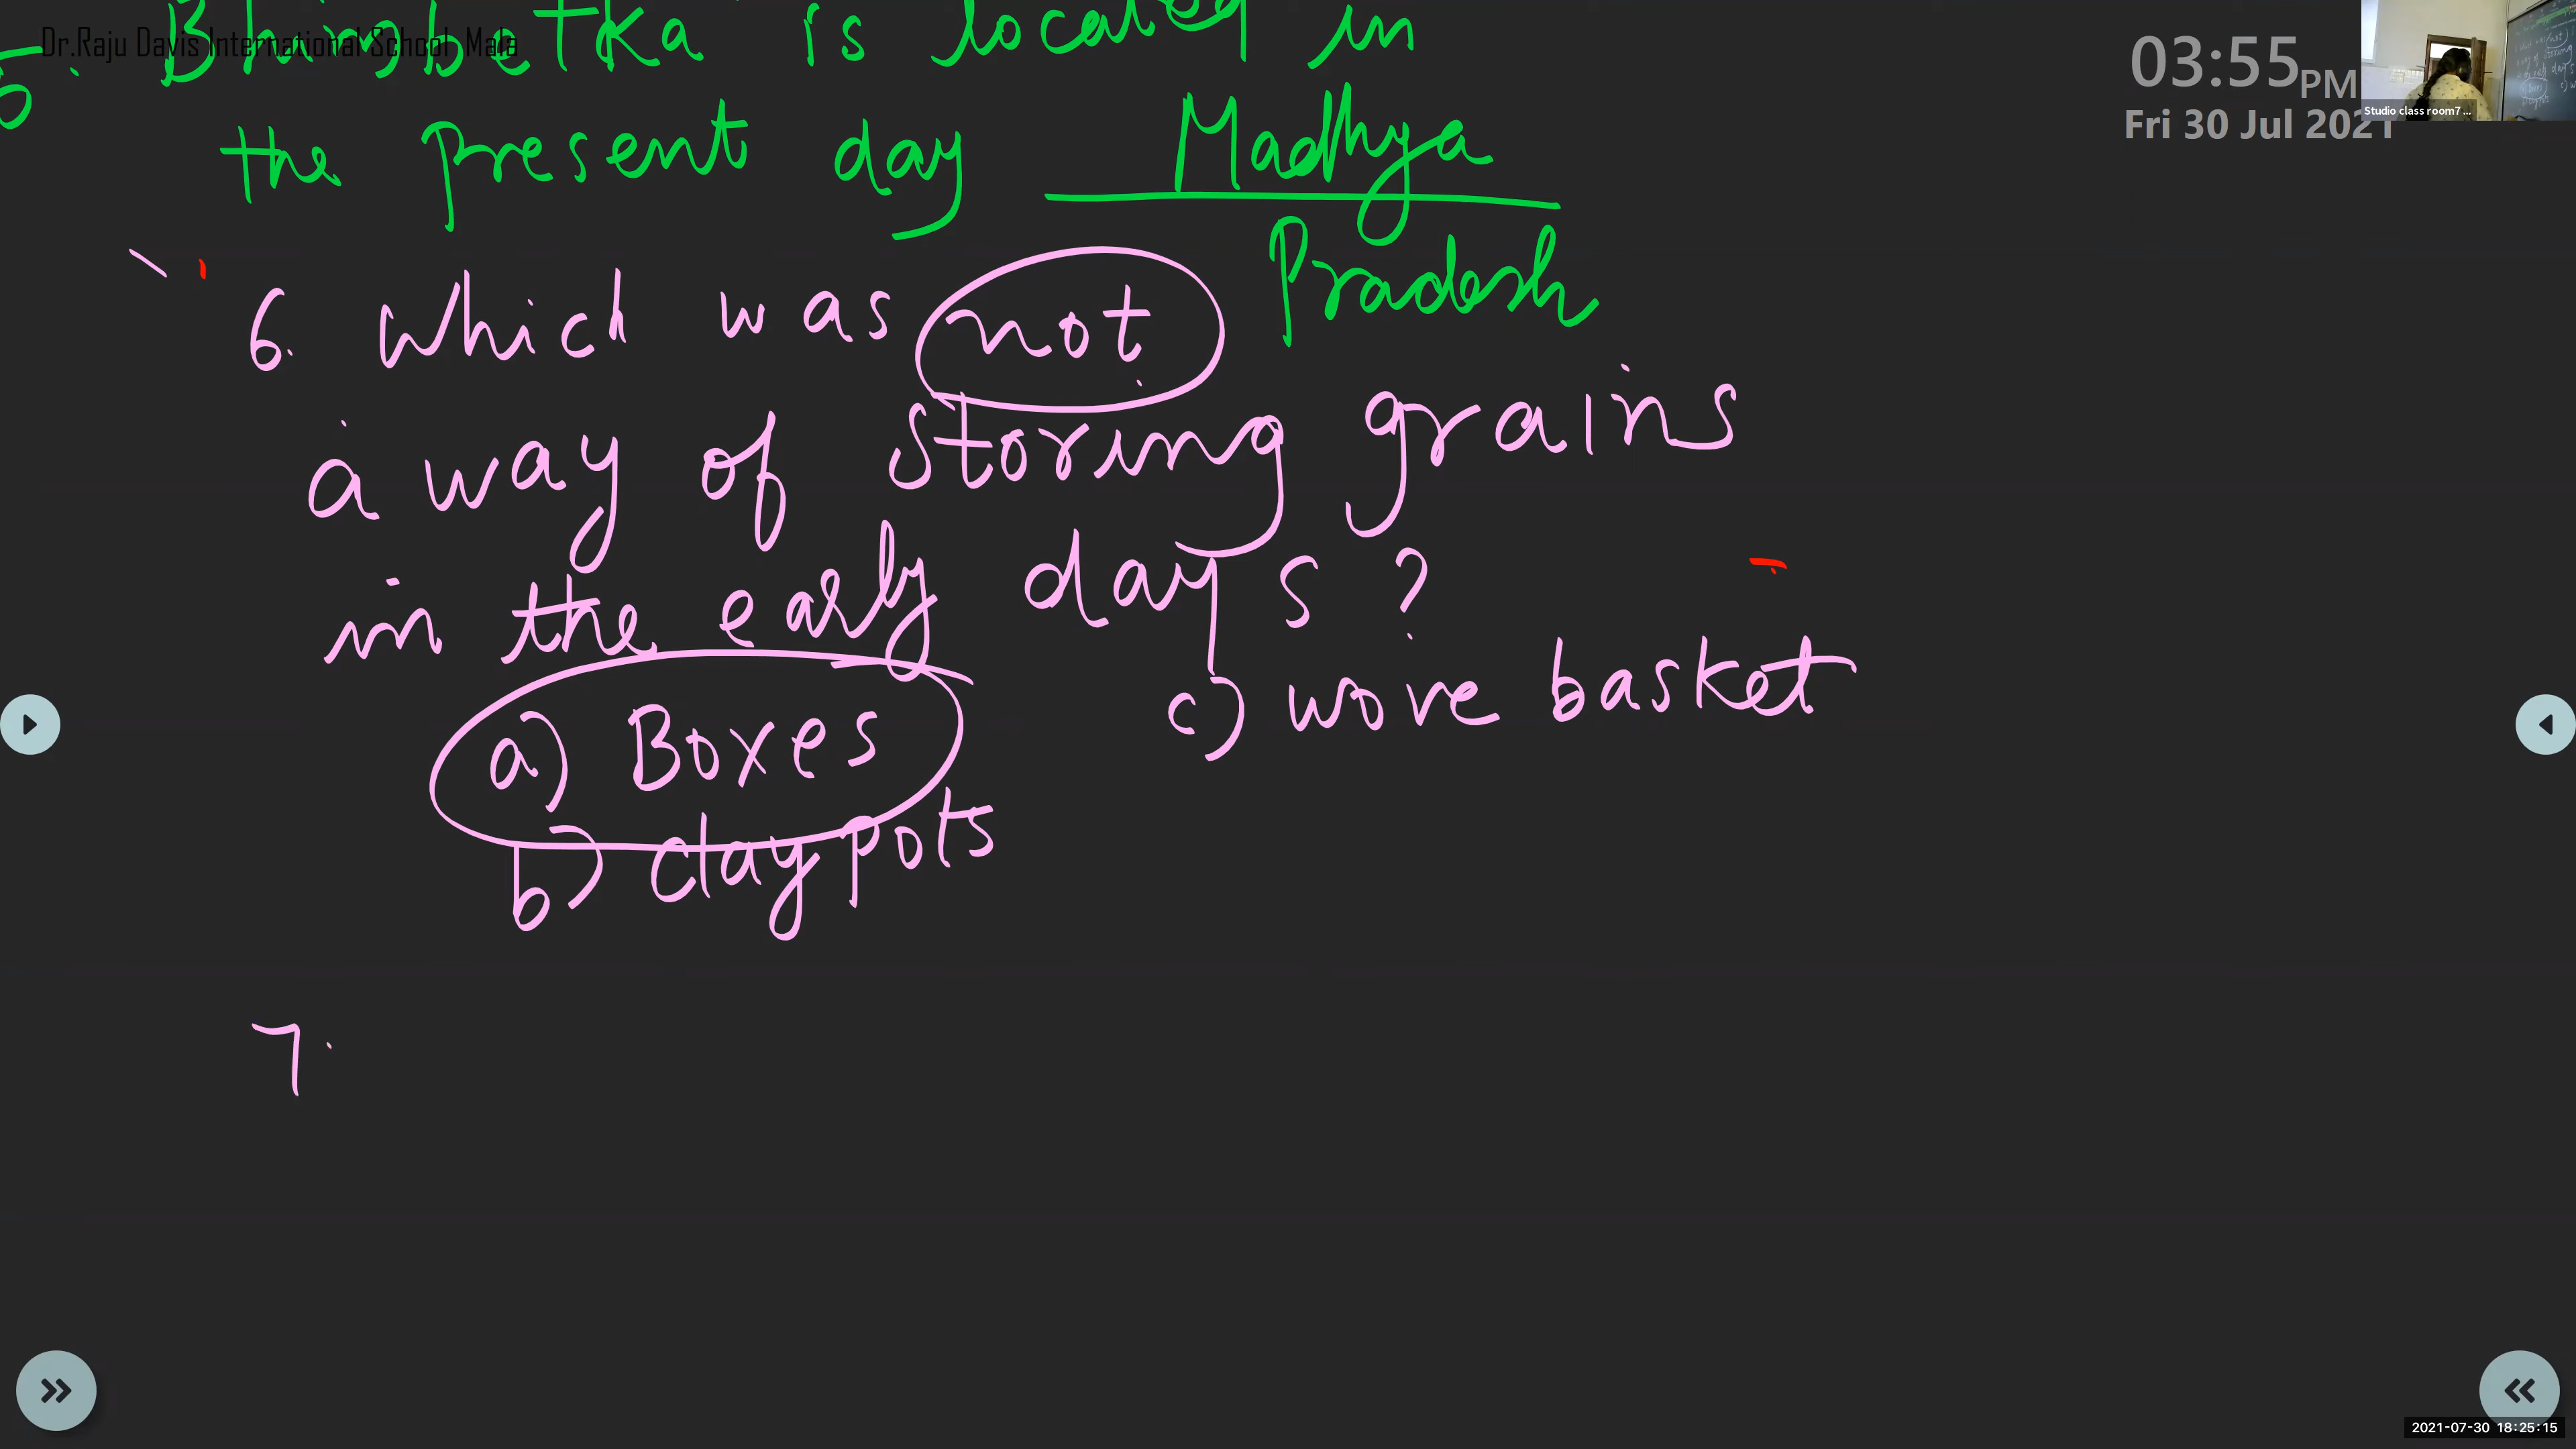 Dr.Raju Davis International School Mala
5. Bhimbetka is located in
the present day Madhya
Pradesh
6. which was not
a way of storing grains
in the early days?
a) Boxes
b) clay pots
c) wove basket
7.
03:55 PM
Fri 30 Jul 2021
Studio class room7 ...
2021-07-30 18:25:15